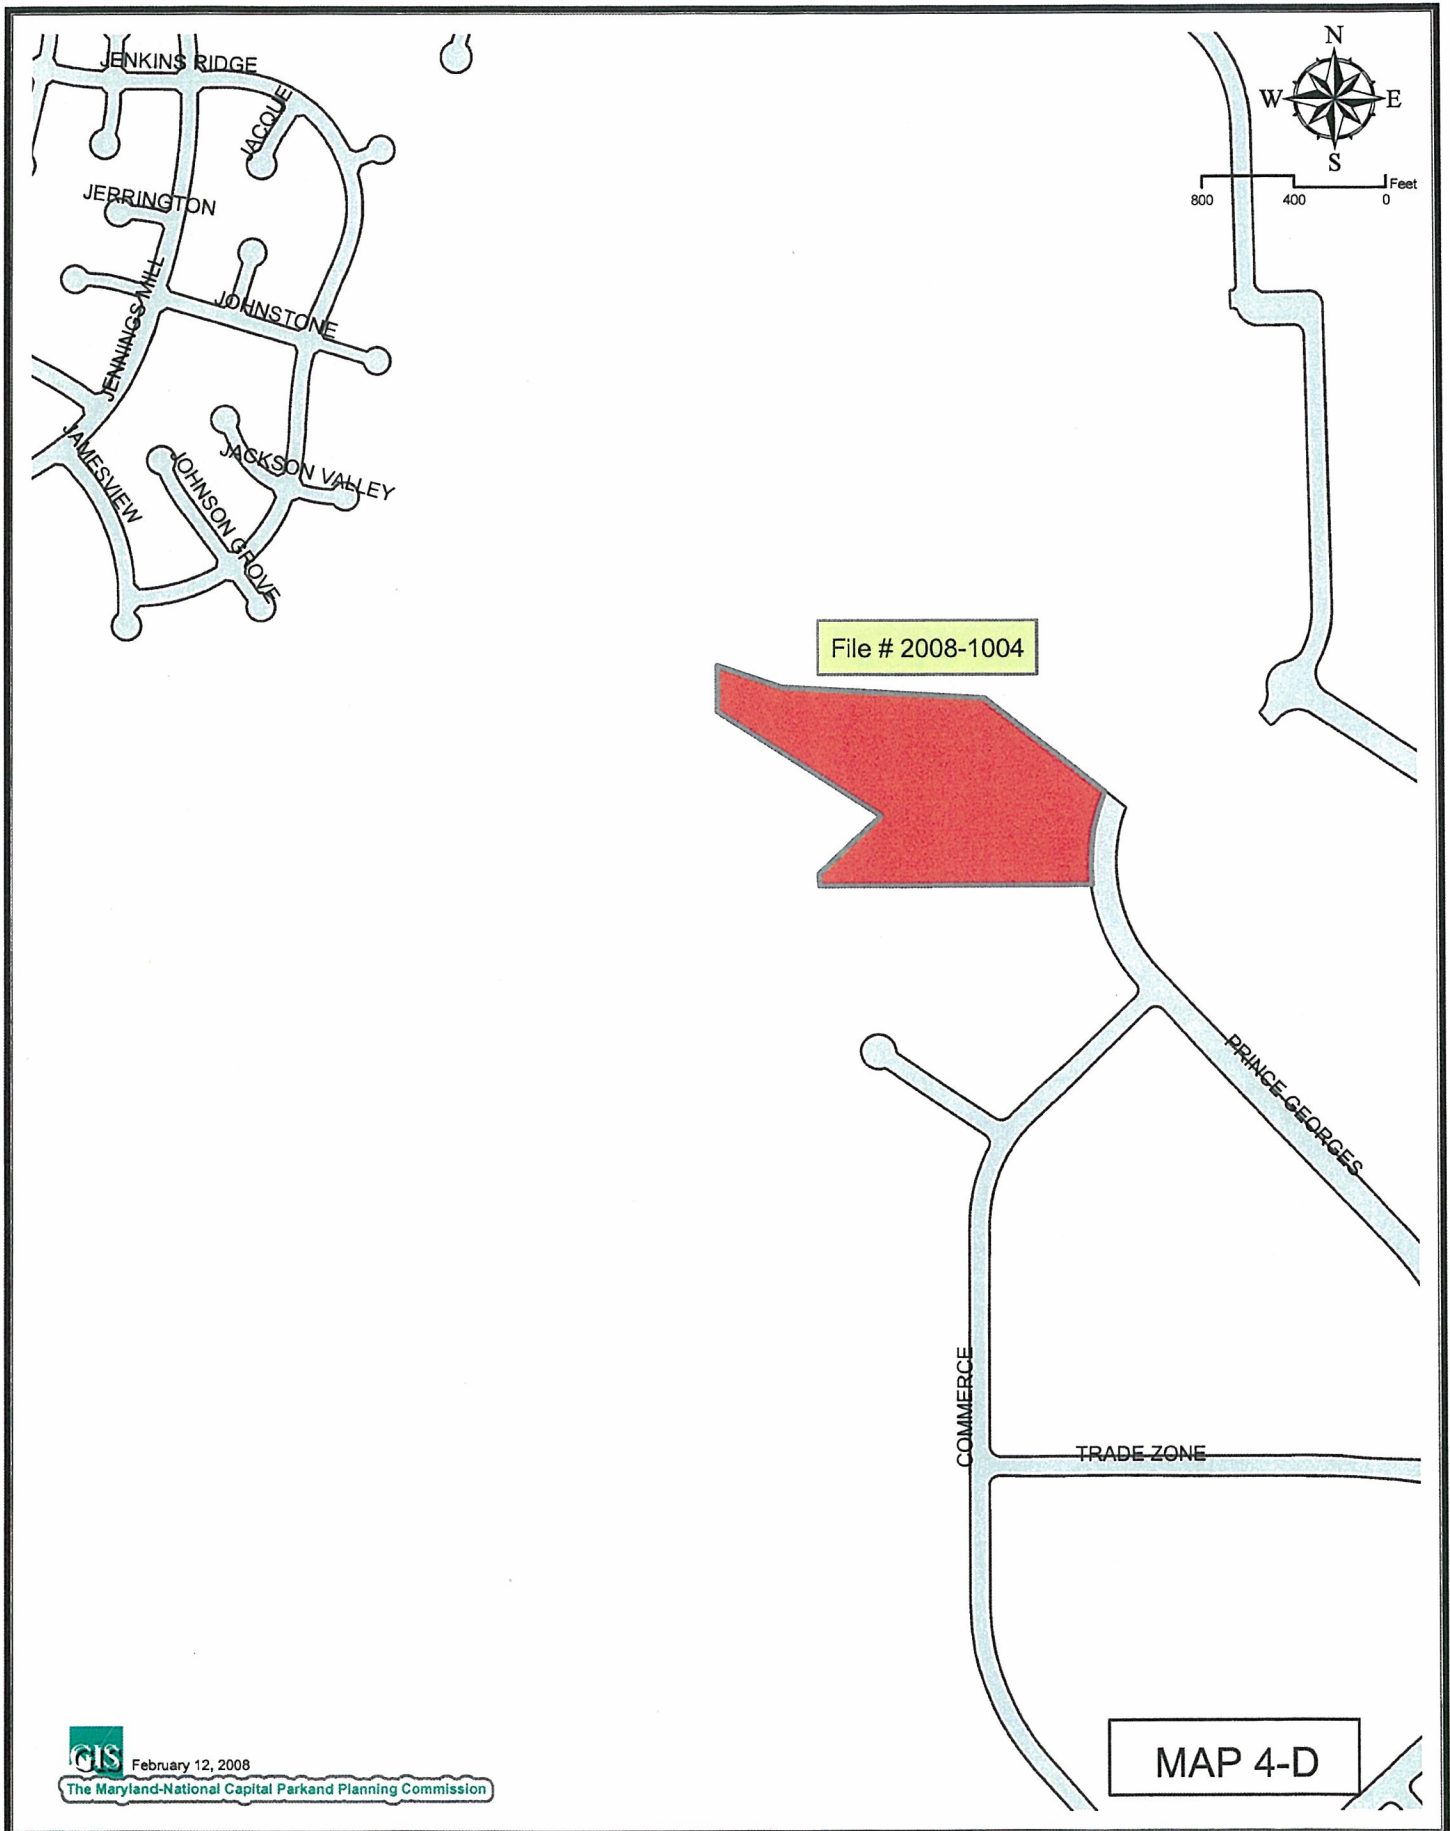 N
W E
S
Feet
800 400 0
JENKINS RIDGE
JACQUE
JERRINGTON
JENNINGS MILL
JOHNSTONE
JAMESVIEW
JOHNSON GROVE
JACKSON VALLEY
File # 2008-1004
PRINCE GEORGES
COMMERCE
TRADE ZONE
GIS February 12, 2008
The Maryland-National Capital Parkand Planning Commission
MAP 4-D